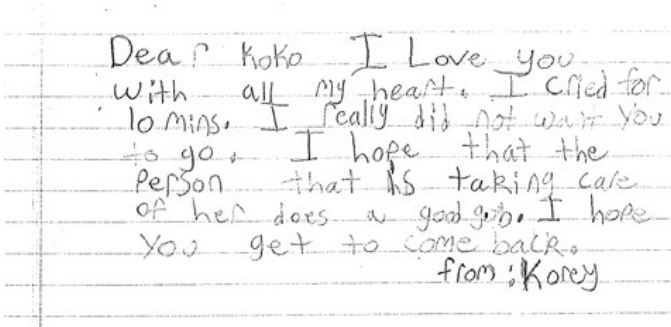 Dear Koko I Love you
with all my heart. I cried for
10 mins. I really did not want you
to go. I hope that the
Person that is taking care
of her does a good gob. I hope
You get to come back.
from: Korey